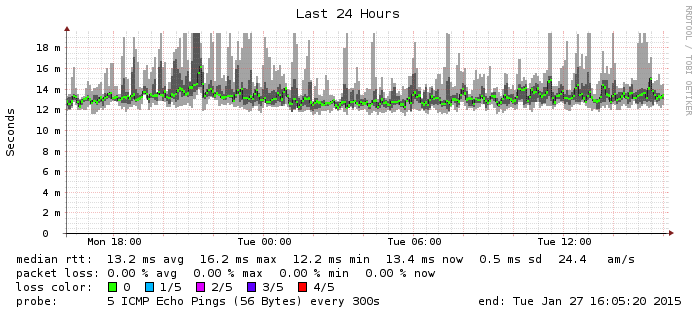 Last 24 Hours
RRDTOOL / TOBI OETIKER
Seconds
18 m
16 m
14 m
12 m
10 m
8 m
6 m
4 m
2 m
0
Mon 18:00 Tue 00:00 Tue 06:00 Tue 12:00
median rtt: 13.2 ms avg 16.2 ms max 12.2 ms min 13.4 ms now 0.5 ms sd 24.4 am/s
packet loss: 0.00 % avg 0.00 % max 0.00 % min 0.00 % now
loss color: 0 1/5 2/5 3/5 4/5
probe: 5 ICMP Echo Pings (56 Bytes) every 300s end: Tue Jan 27 16:05:20 2015